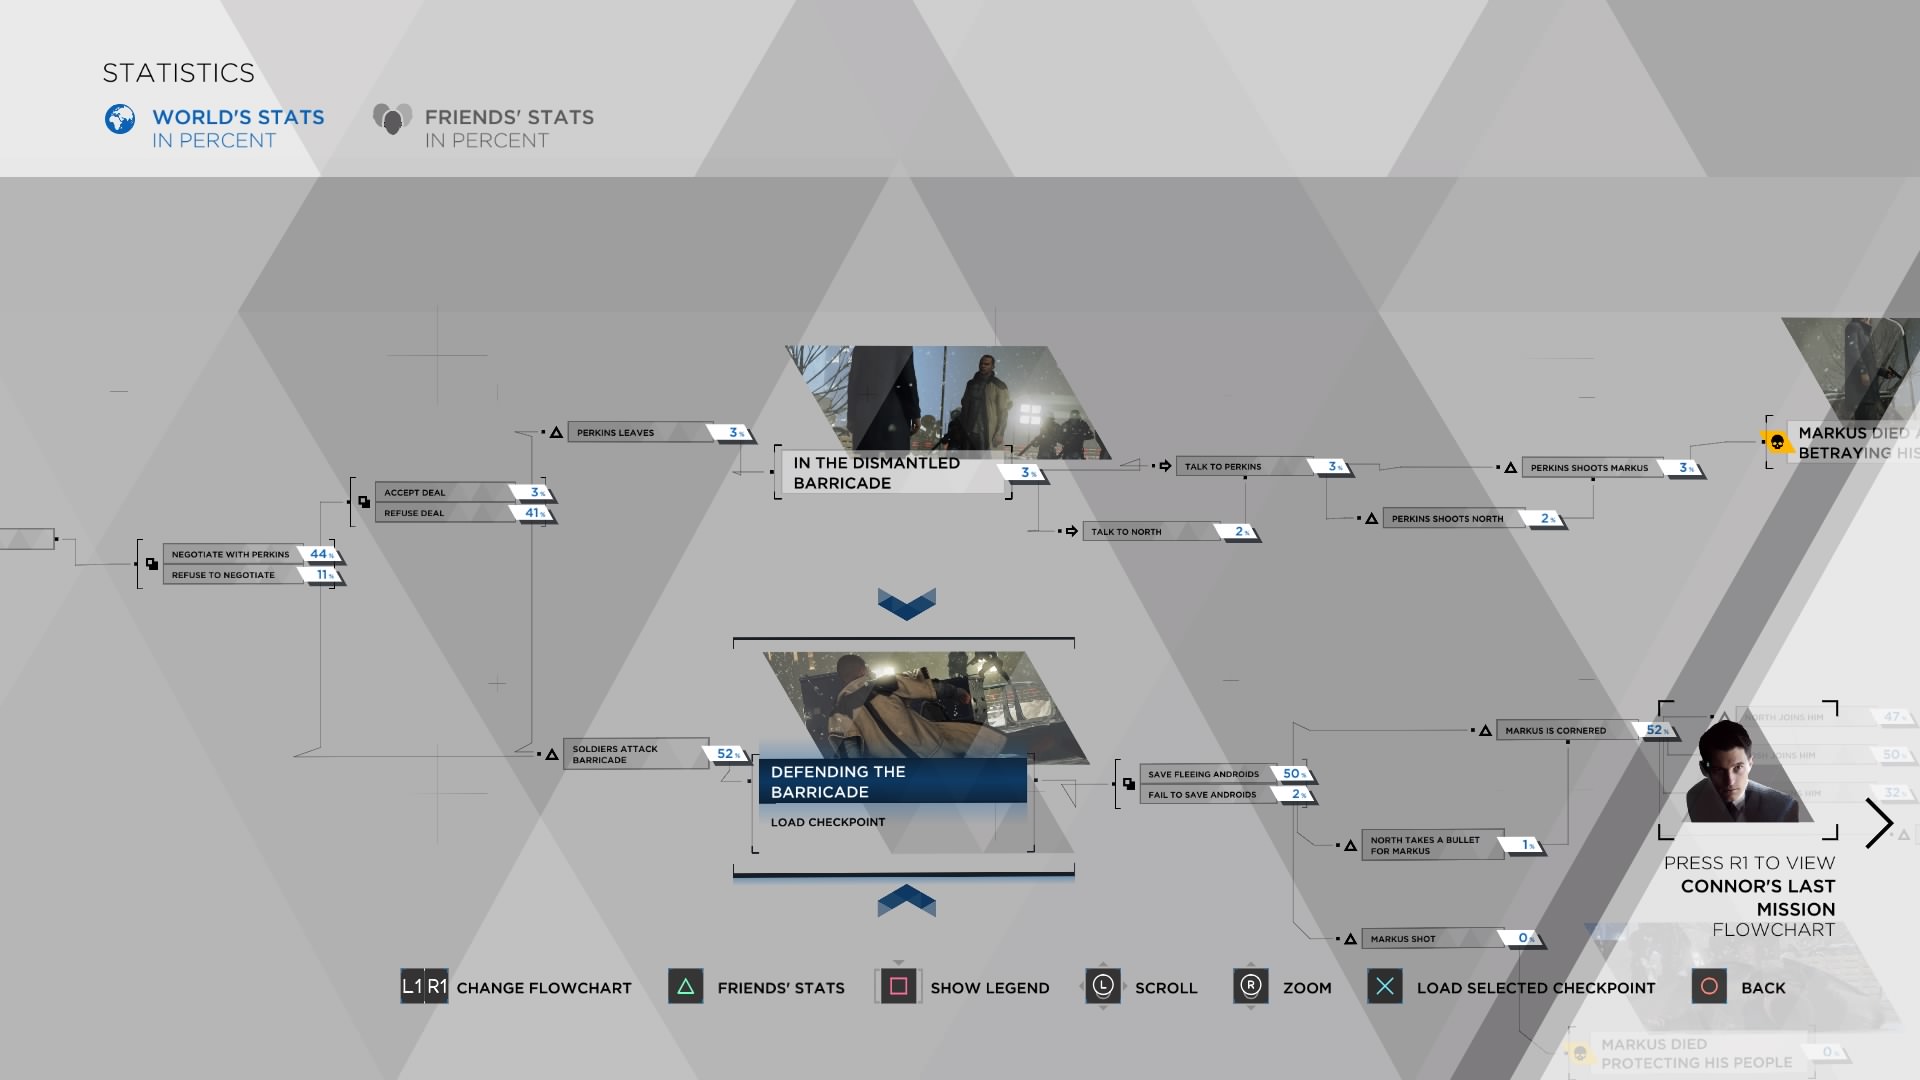 STATISTICS
WORLD'S STATS
IN PERCENT
FRIENDS' STATS
IN PERCENT
NEGOTIATE WITH PERKINS 44%
REFUSE TO NEGOTIATE 11%
ACCEPT DEAL 3%
REFUSE DEAL 41%
PERKINS LEAVES 3%
IN THE DISMANTLED
BARRICADE
3%
TALK TO PERKINS 3%
TALK TO NORTH 2%
PERKINS SHOOTS MARKUS 3%
PERKINS SHOOTS NORTH 2%
MARKUS DIED
BETRAYING HIS
SOLDIERS ATTACK
BARRICADE
52%
DEFENDING THE
BARRICADE
LOAD CHECKPOINT
SAVE FLEEING ANDROIDS 50%
FAIL TO SAVE ANDROIDS 2%
MARKUS IS CORNERED 52%
NORTH JOINS HIM 47%
JOINS HIM 50%
HIM 32%
NORTH TAKES A BULLET
FOR MARKUS
1%
MARKUS SHOT 0%
PRESS R1 TO VIEW
CONNOR'S LAST
MISSION
FLOWCHART
L1 R1 CHANGE FLOWCHART
FRIENDS' STATS
SHOW LEGEND
L SCROLL
R ZOOM
LOAD SELECTED CHECKPOINT
BACK
MARKUS DIED
PROTECTING HIS PEOPLE
0%